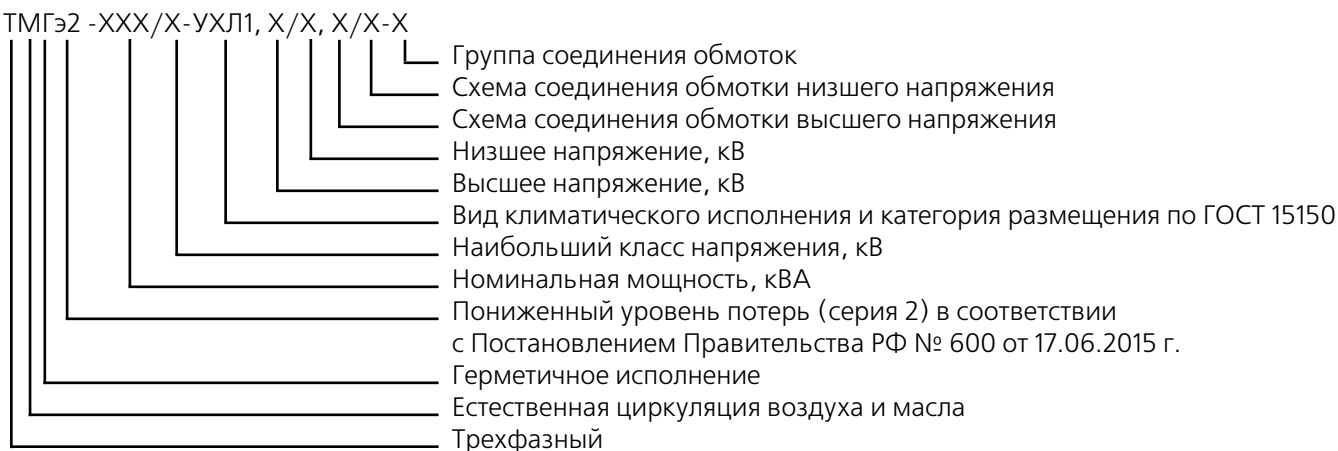 ТМГэ2 -ХХХ/Х-УХЛ1, Х/Х, Х/Х-Х
Группа соединения обмоток
Схема соединения обмотки низшего напряжения
Схема соединения обмотки высшего напряжения
Низшее напряжение, кВ
Высшее напряжение, кВ
Вид климатического исполнения и категория размещения по ГОСТ 15150
Наибольший класс напряжения, кВ
Номинальная мощность, кВА
Пониженный уровень потерь (серия 2) в соответствии
с Постановлением Правительства РФ № 600 от 17.06.2015 г.
Герметичное исполнение
Естественная циркуляция воздуха и масла
Трехфазный